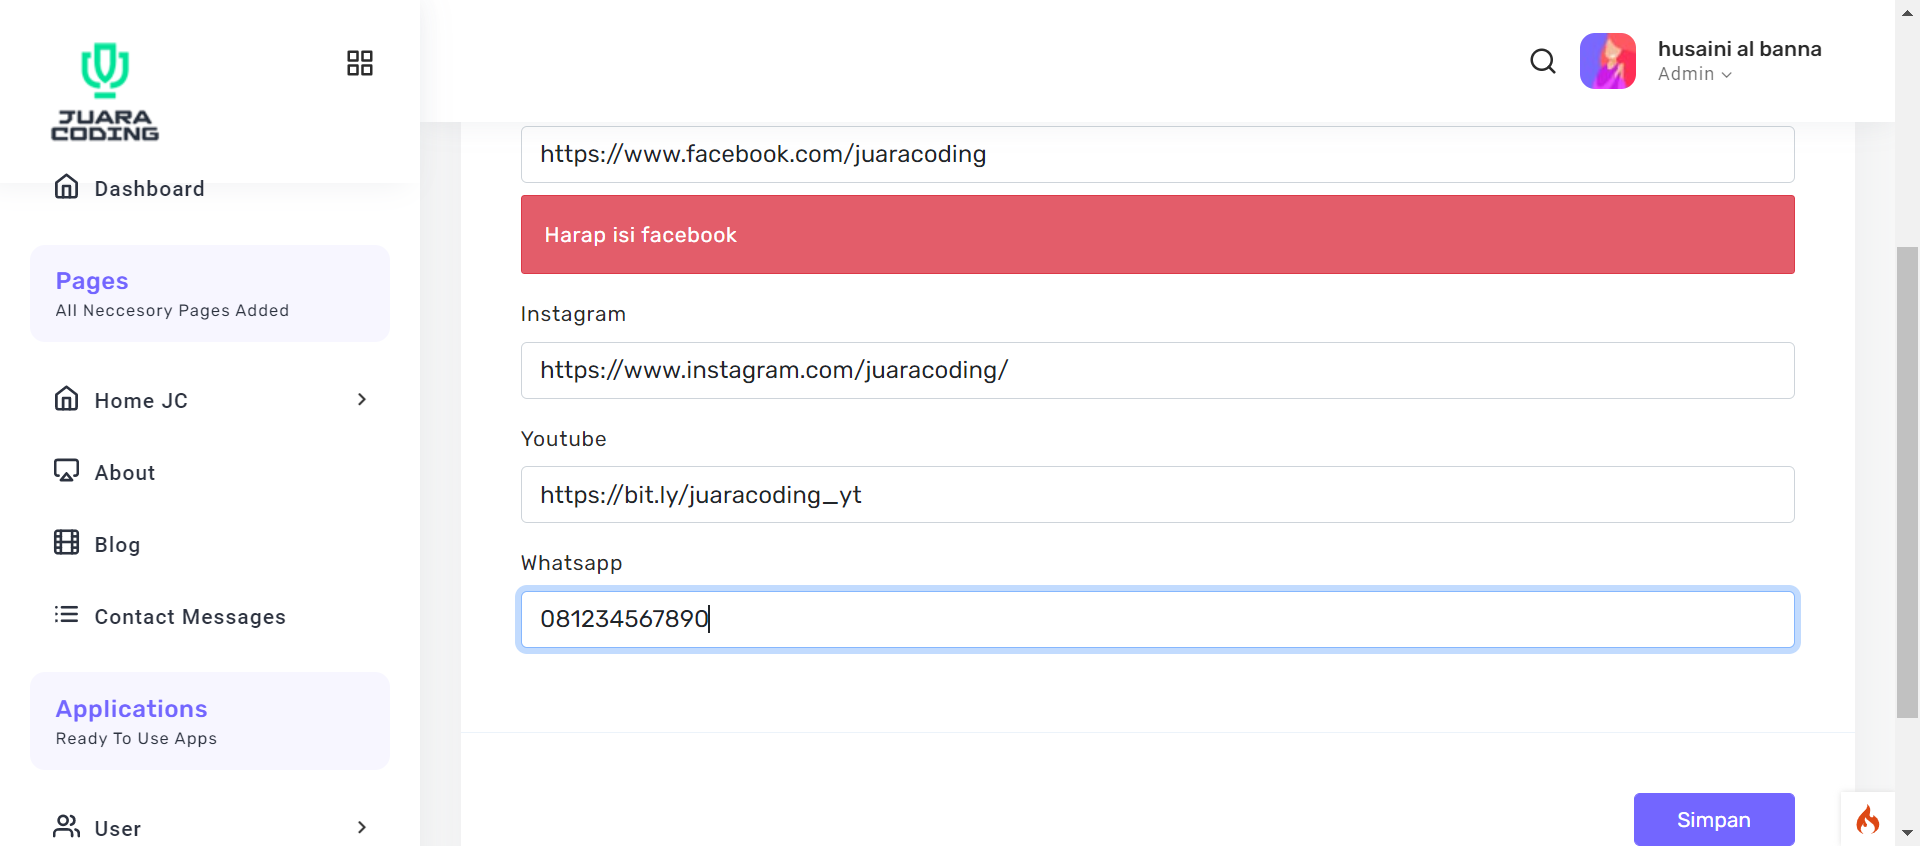 JUARA
CODING
Dashboard
Pages
All Neccesory Pages Added
Home JC
About
Blog
Contact Messages
Applications
Ready To Use Apps
User
husaini al banna
Admin
https://www.facebook.com/juaracoding
Harap isi facebook
Instagram
https://www.instagram.com/juaracoding/
Youtube
https://bit.ly/juaracoding_yt
Whatsapp
081234567890
Simpan